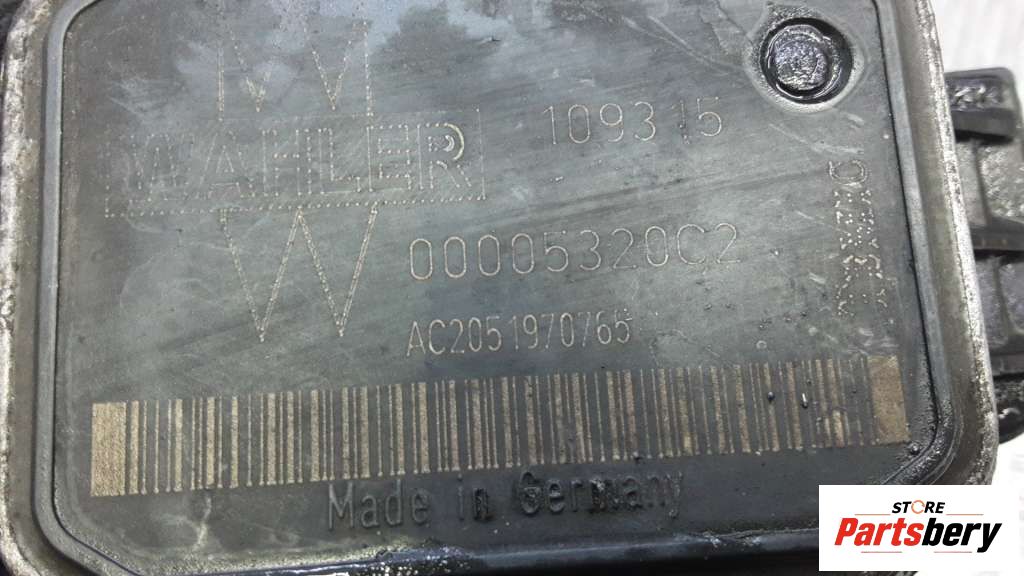 WAHLER
109315
00005320C2
AC2051970765
Made in Germany
STORE
Partsbery